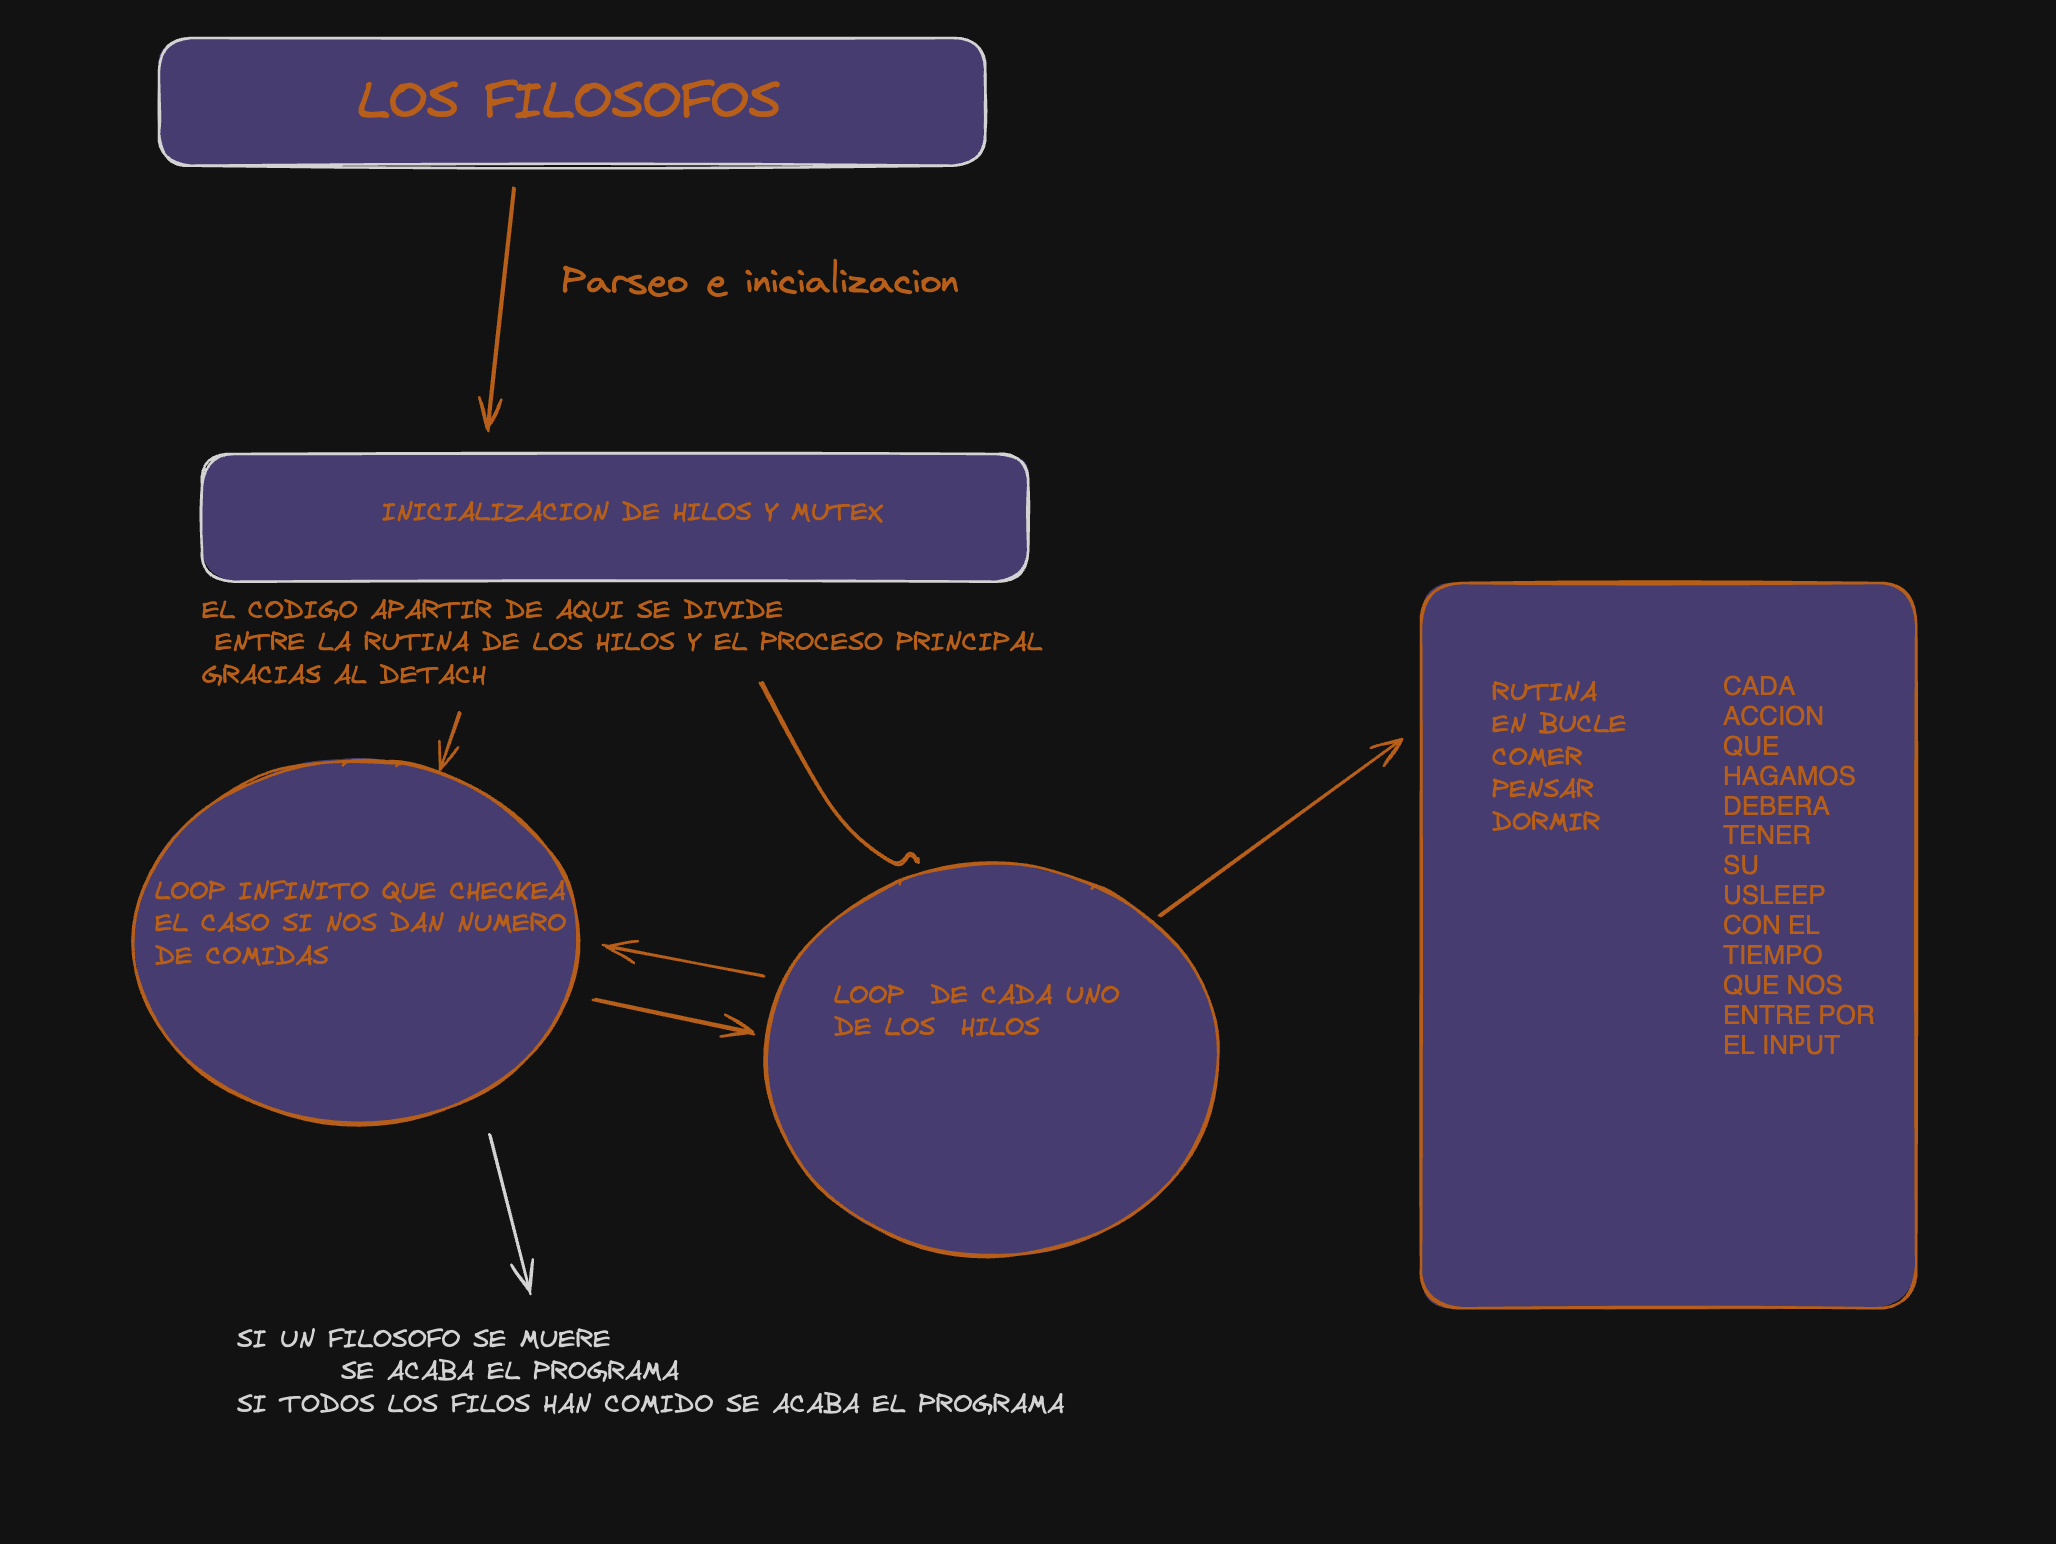 LOS FILOSOFOS
Parseo e inicializacion
INICIALIZACION DE HILOS Y MUTEX
EL CODIGO APARTIR DE AQUI SE DIVIDE
ENTRE LA RUTINA DE LOS HILOS Y EL PROCESO PRINCIPAL
GRACIAS AL DETACH
LOOP INFINITO QUE CHECKEA
EL CASO SI NOS DAN NUMERO
DE COMIDAS
LOOP DE CADA UNO
DE LOS HILOS
RUTINA
EN BUCLE
COMER
PENSAR
DORMIR
CADA
ACCION
QUE
HAGAMOS
DEBERA
TENER
SU
USLEEP
CON EL
TIEMPO
QUE NOS
ENTRE POR
EL INPUT
SI UN FILOSOFO SE MUERE
SE ACABA EL PROGRAMA
SI TODOS LOS FILOS HAN COMIDO SE ACABA EL PROGRAMA